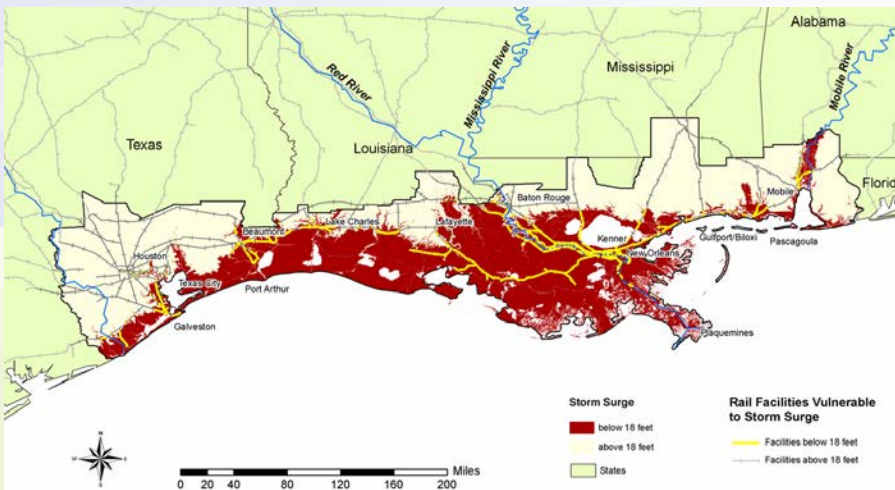 Alabama
Mississippi
Mobile River
Mississippi River
Red River
Texas
Louisiana
Florid
Baton Rouge
Mobile
Lake Charles
Lafayette
Beaumont
Kenner
Gulfport/Biloxi
Pascagoula
Houston
New Orleans
Texas City
Port Arthur
Galveston
Plaquemines
Storm Surge
below 18 feet
above 18 feet
States
Rail Facilities Vulnerable
to Storm Surge
Facilities below 18 feet
Facilities above 18 feet
N
S
Miles
0 20 40 80 120 160 200